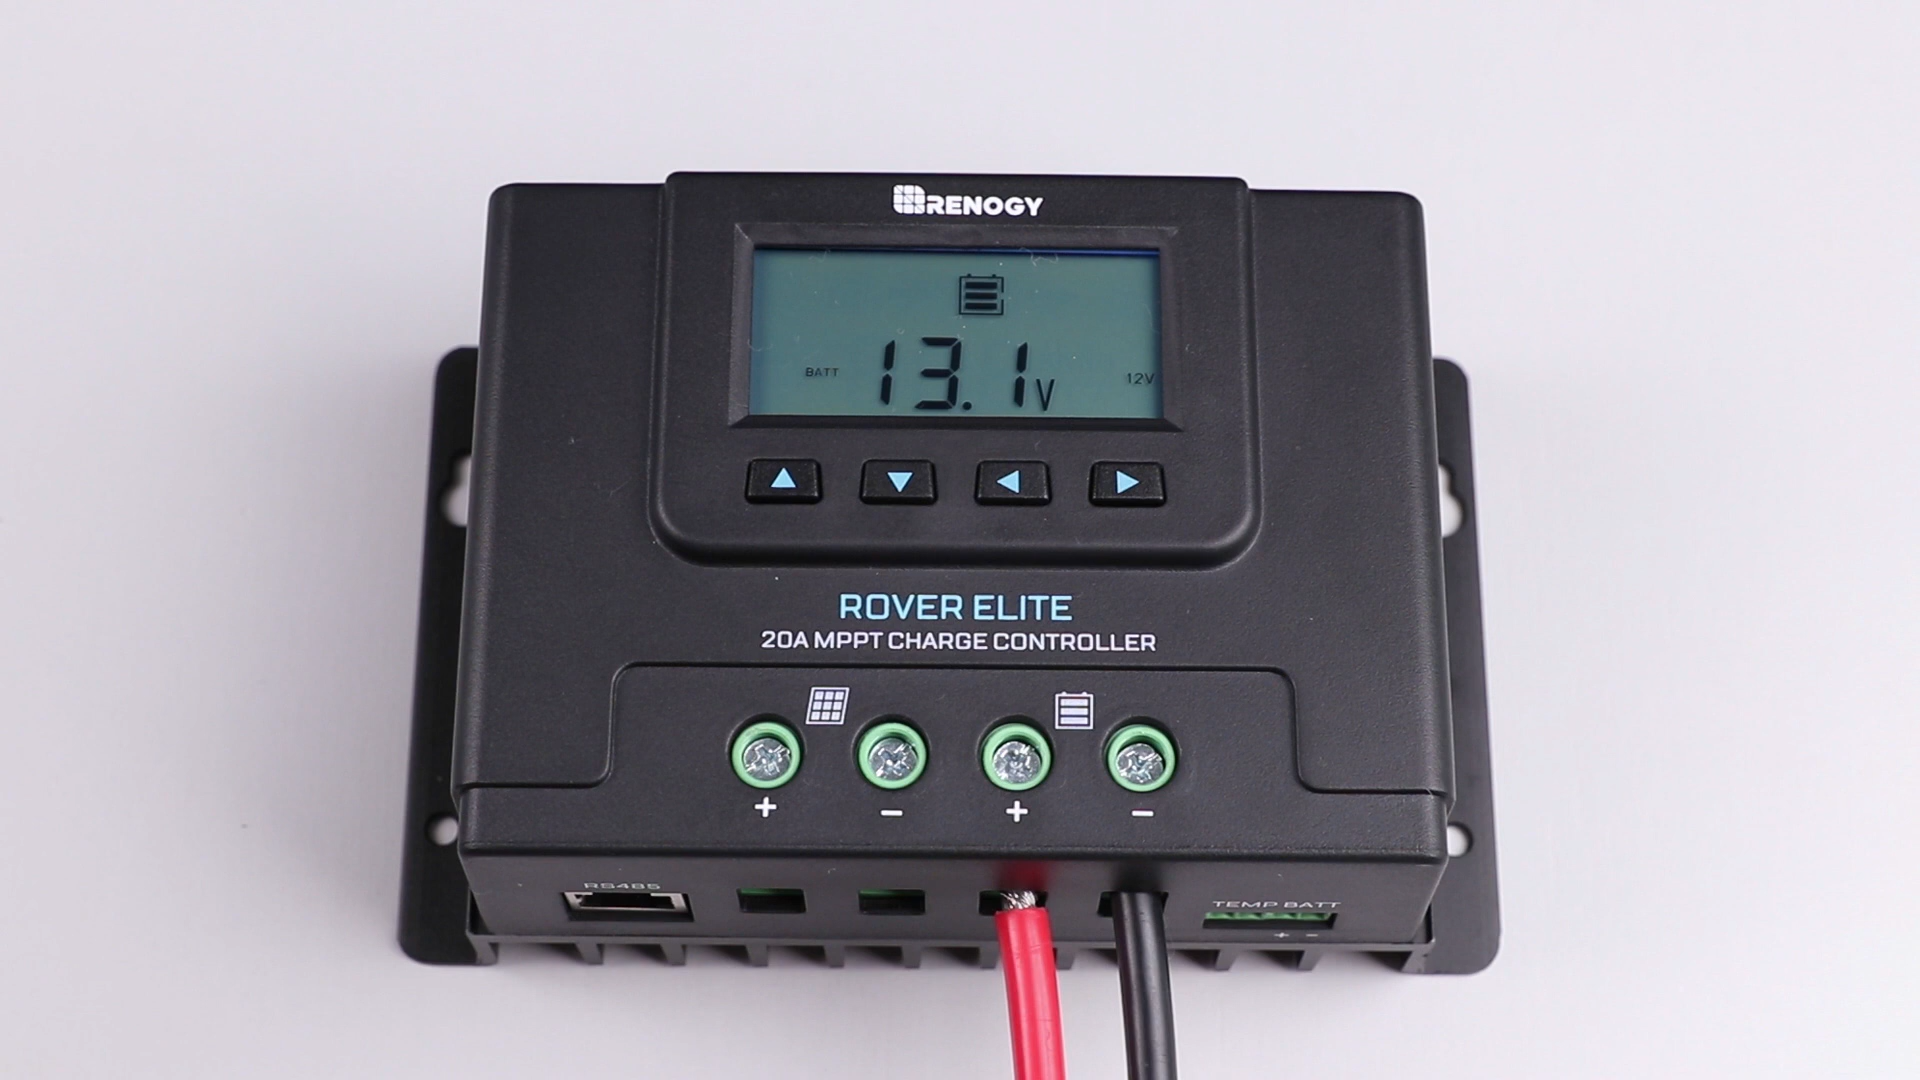 RENOGY
BATT 13.1V 12V
ROVER ELITE
20A MPPT CHARGE CONTROLLER
+ - + -
RS485
TEMP BATT
+ -